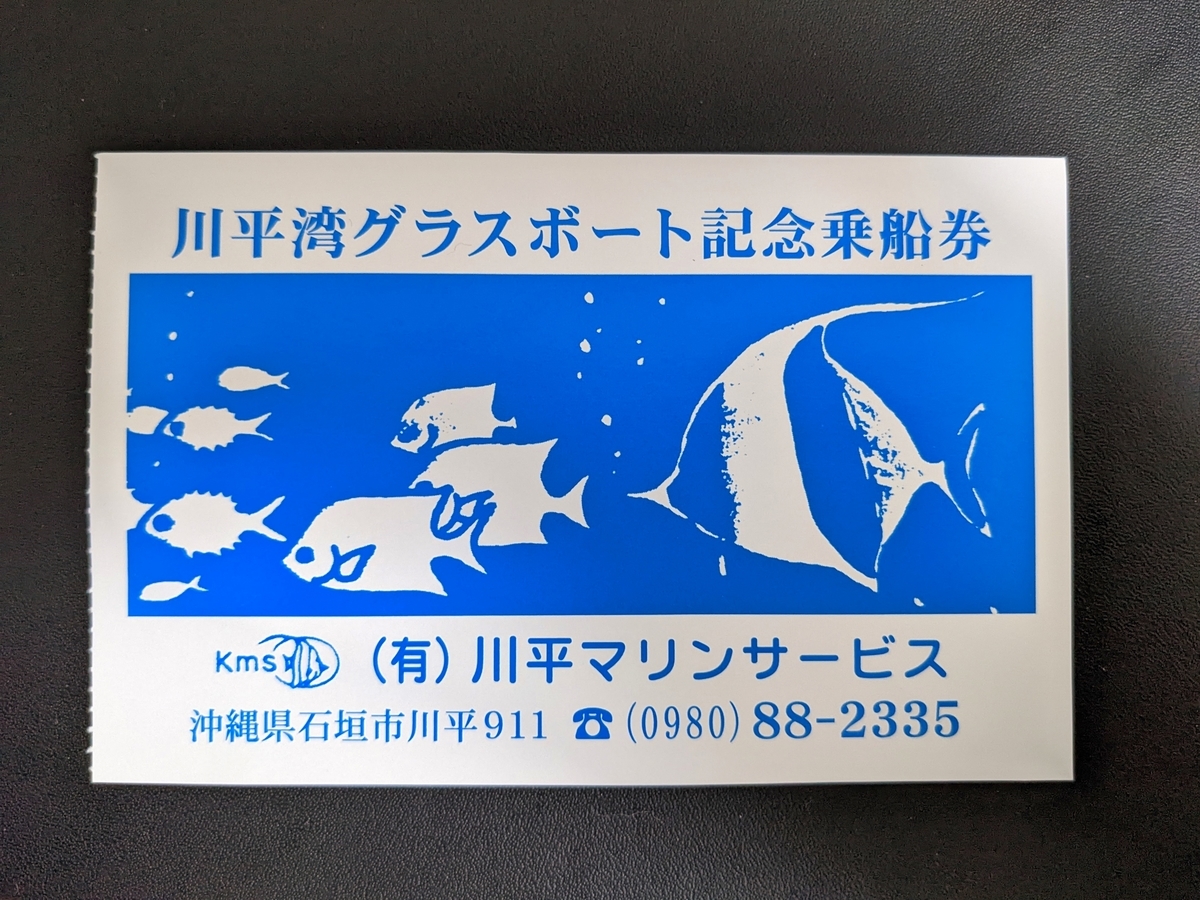 川平湾グラスボート記念乗船券
Kms (有)川平マリンサービス
沖縄県石垣市川平911 ☎(0980)88-2335